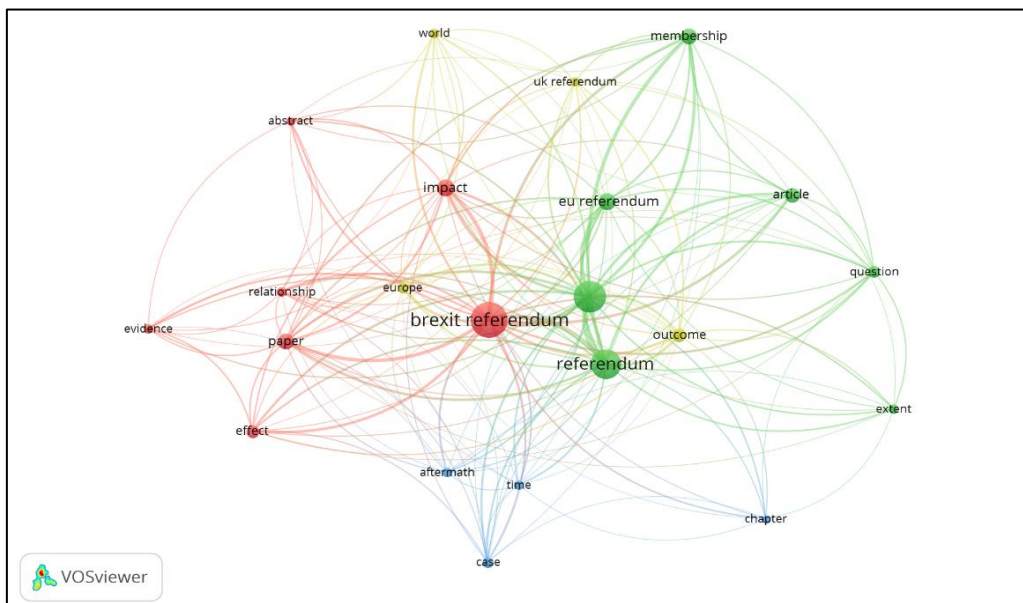 world
membership
uk referendum
abstract
impact
eu referendum
article
question
relationship
europe
brexit referendum
evidence
paper
outcome
referendum
extent
effect
aftermath
time
chapter
case
VOSviewer